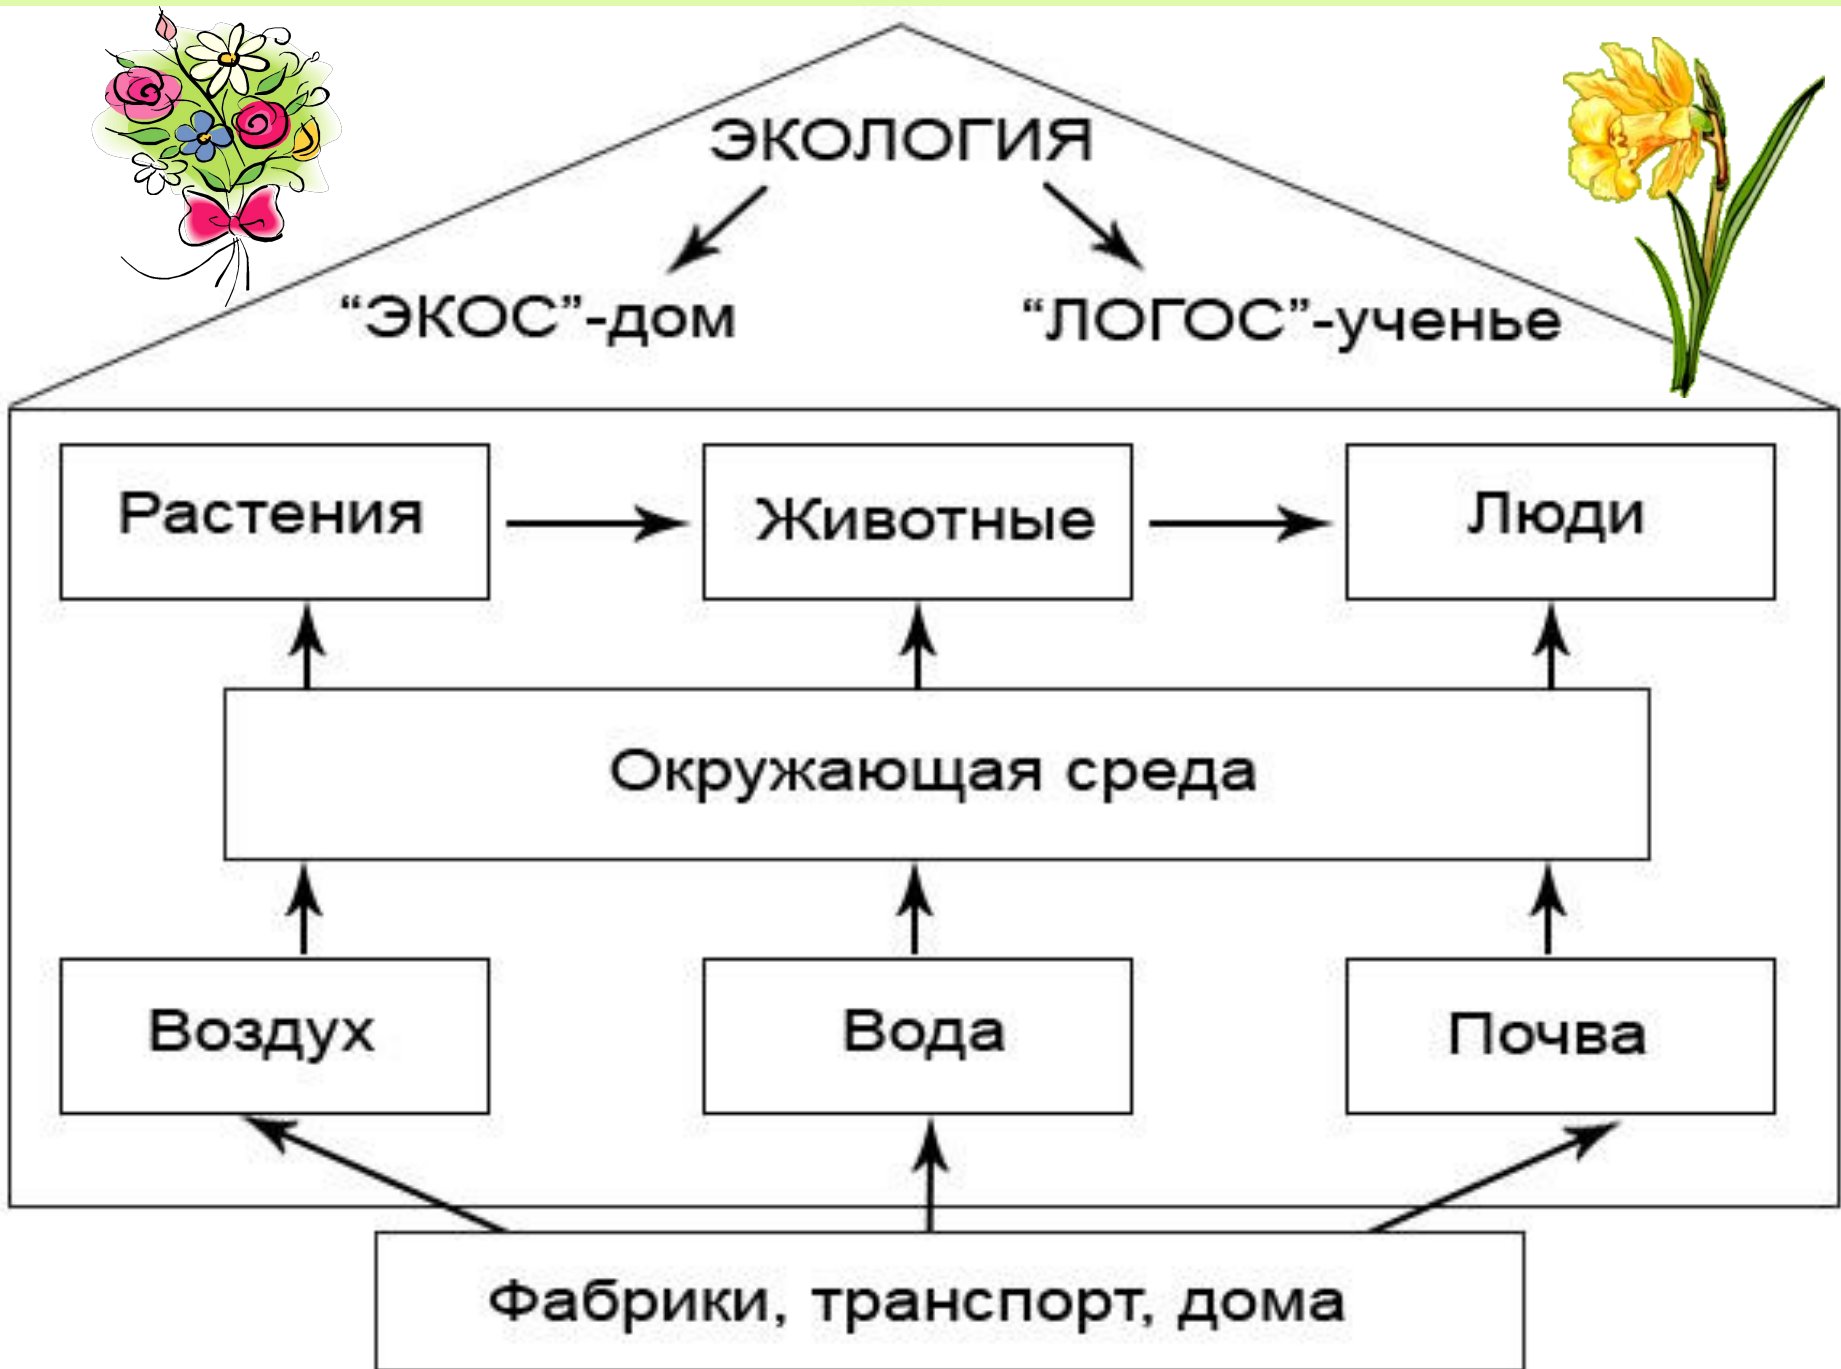 ЭКОЛОГИЯ
“ЭКОС”-дом
“ЛОГОС”-ученье
Растения
Животные
Люди
Окружающая среда
Воздух
Вода
Почва
Фабрики, транспорт, дома